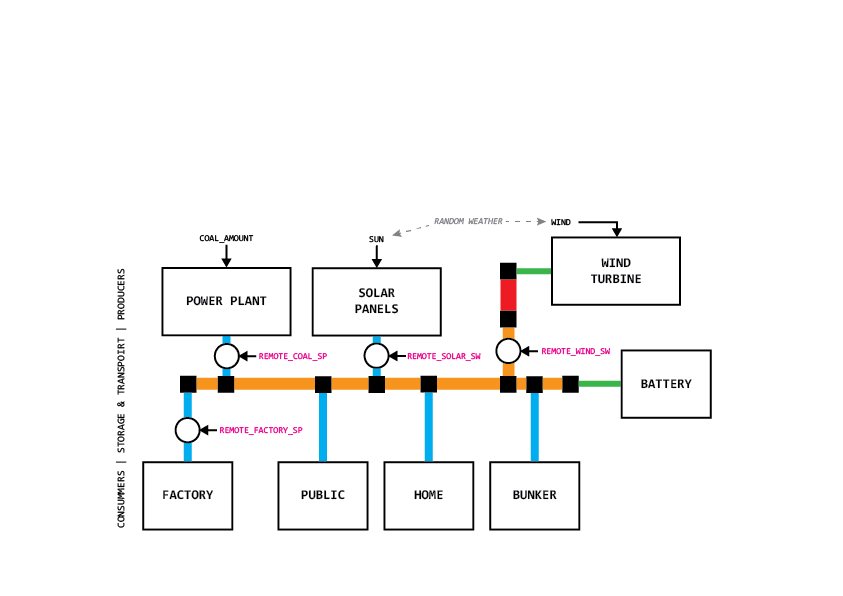 RANDOM WEATHER
WIND
COAL_AMOUNT
SUN
WIND
TURBINE
POWER PLANT
SOLAR
PANELS
REMOTE_COAL_SP
REMOTE_SOLAR_SW
REMOTE_WIND_SW
BATTERY
REMOTE_FACTORY_SP
FACTORY
PUBLIC
HOME
BUNKER
CONSUMMERS | STORAGE & TRANSPOIRT | PRODUCERS